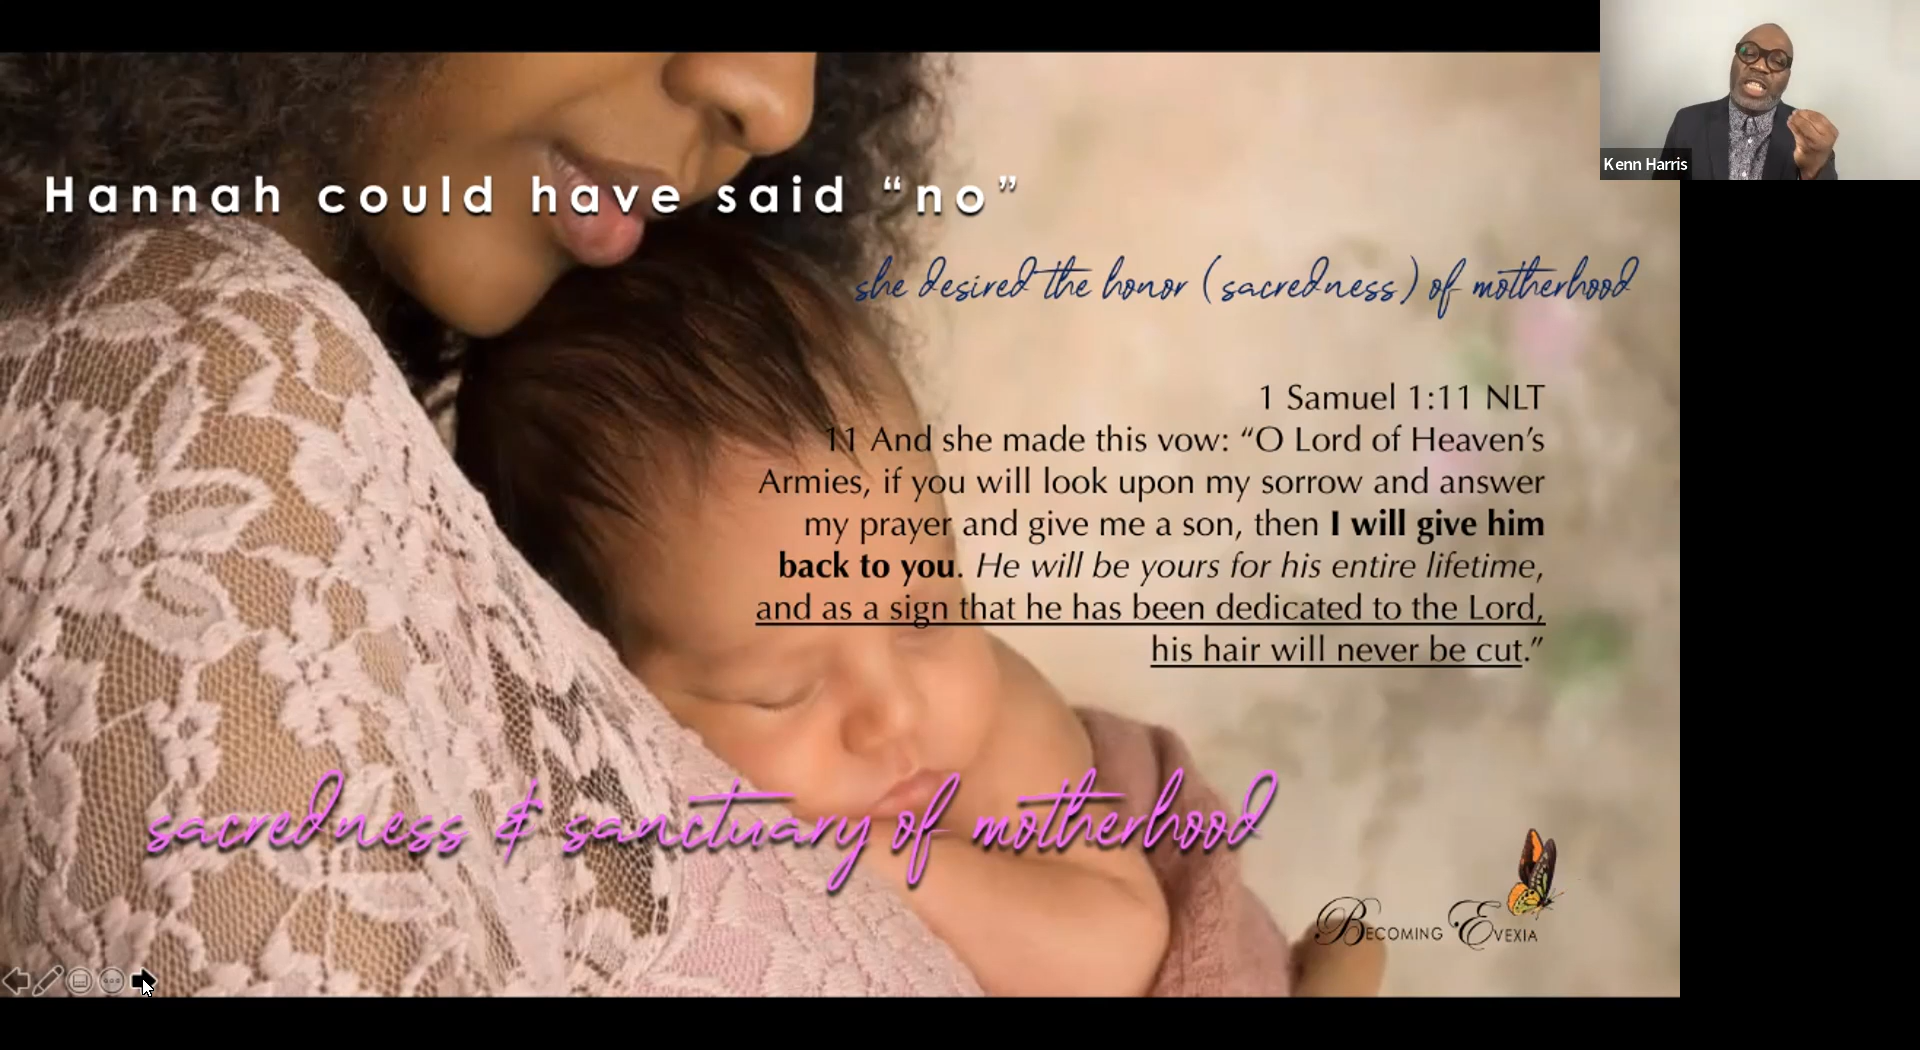 Kenn Harris
Hannah could have said “no”
she desired the honor (sacredness) of motherhood
1 Samuel 1:11 NLT
11 And she made this vow: “O Lord of Heaven’s
Armies, if you will look upon my sorrow and answer
my prayer and give me a son, then I will give him
back to you. He will be yours for his entire lifetime,
and as a sign that he has been dedicated to the Lord,
his hair will never be cut.”
sacredness & sanctuary of motherhood
Becoming Evexia